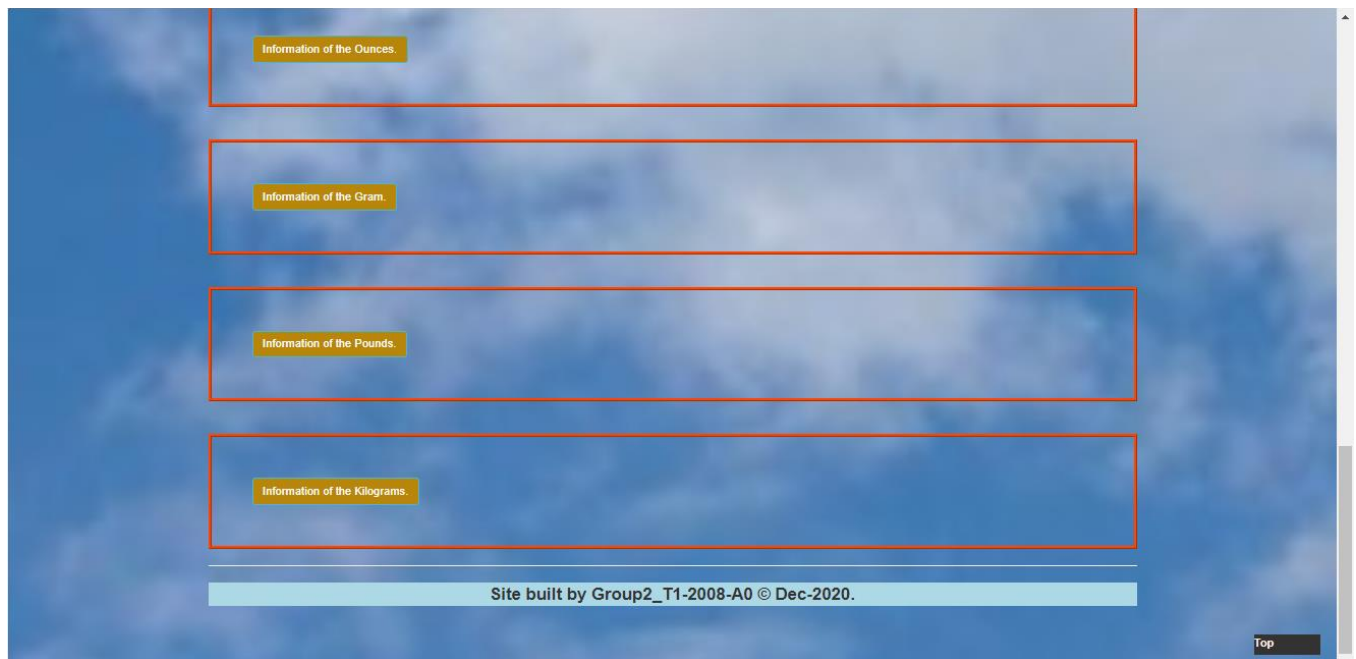 Information of the Ounces.
Information of the Gram.
Information of the Pounds.
Information of the Kilograms.
Site built by Group2_T1-2008-A0 © Dec-2020.
Top